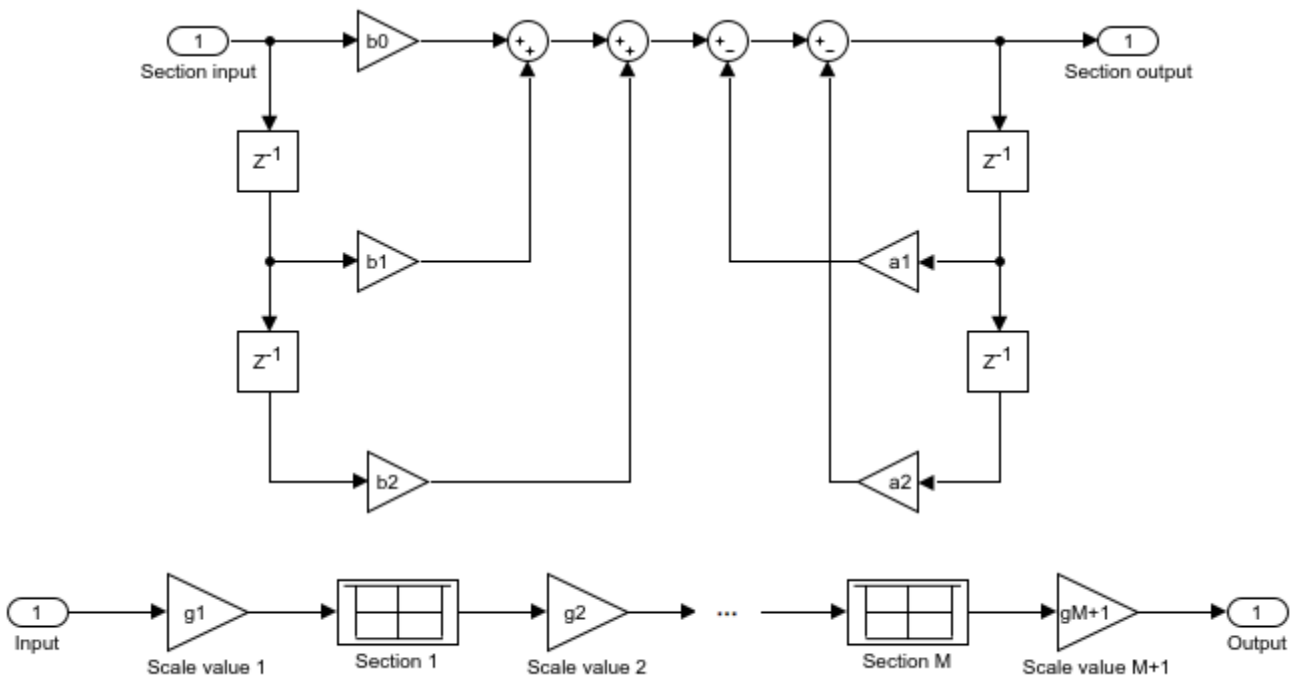 1
b0
+
+
+
+
+
−
+
−
1
Section input
Section output
Z-1
Z-1
b1
a1
Z-1
Z-1
b2
a2
1
g1
g2
...
gM+1
1
Input
Scale value 1
Section 1
Scale value 2
Section M
Scale value M+1
Output